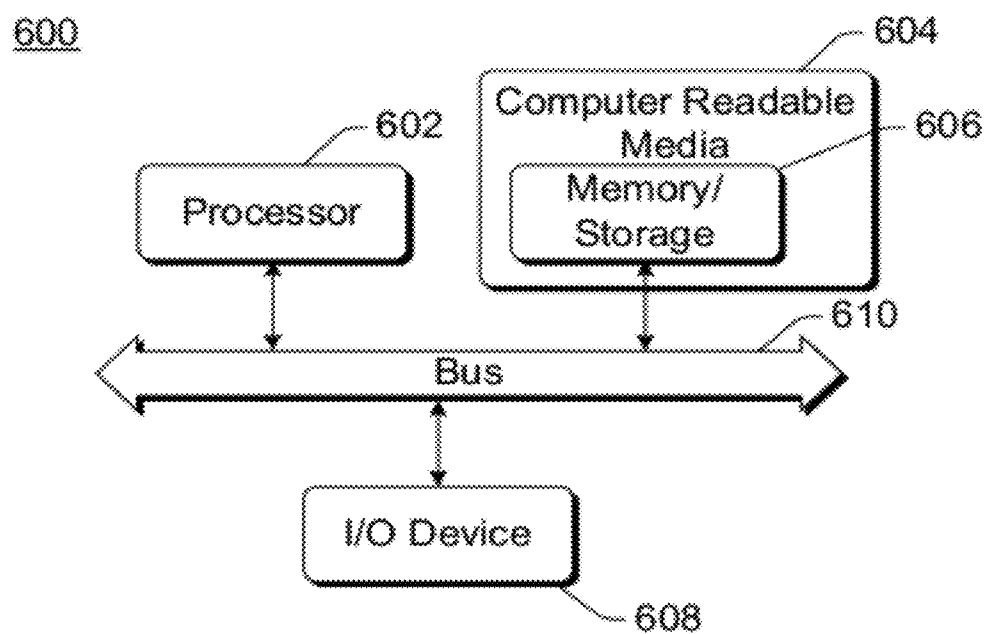 600
604
Computer Readable
Media
606
602
Memory/
Storage
Processor
610
Bus
I/O Device
608